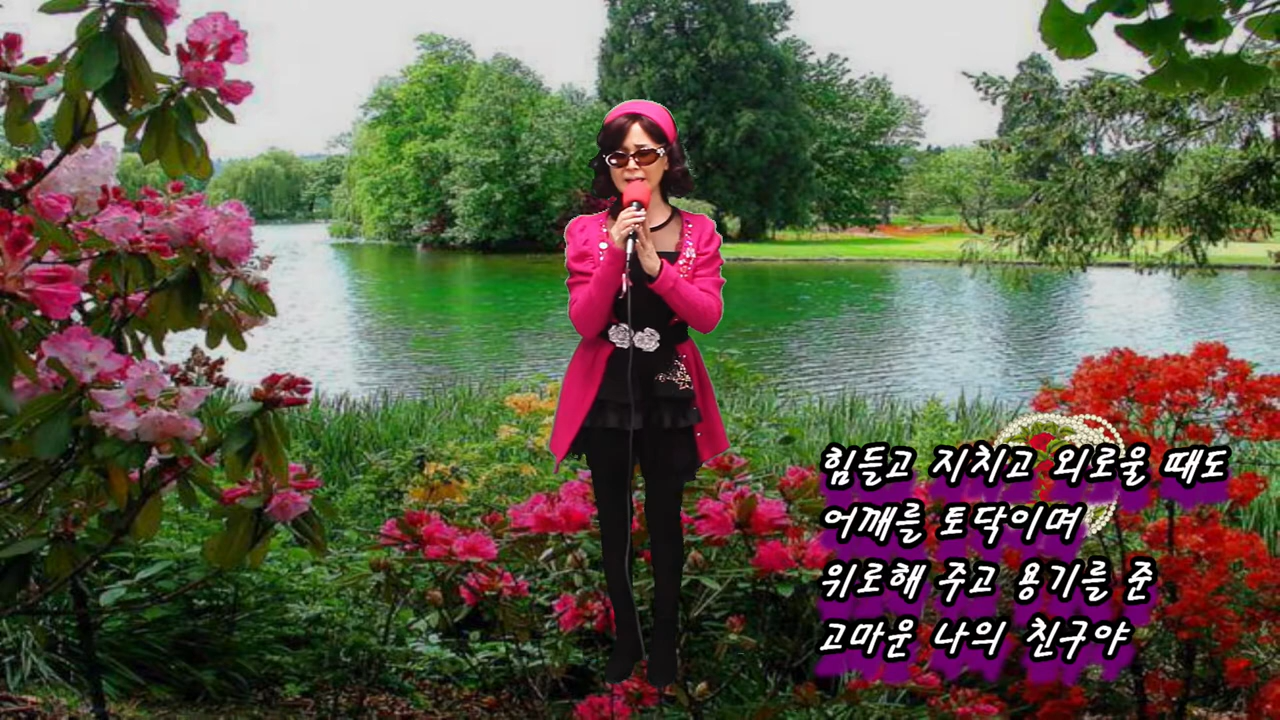 힘들고 지치고 외로울 때도
어깨를 토닥이며
위로해 주고 용기를 준
고마운 나의 친구야